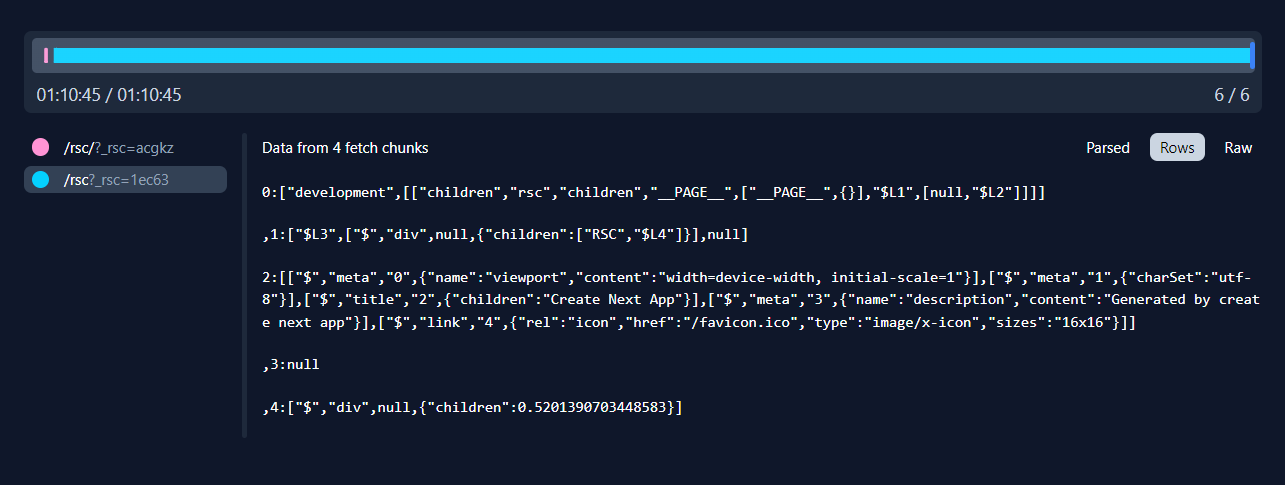 01:10:45 / 01:10:45
6 / 6
/rsc/?_rsc=acgkz
/rsc?_rsc=1ec63
Data from 4 fetch chunks
Parsed
Rows
Raw
0:["development",[["children","rsc","children","__PAGE__",["__PAGE__",{}],"$L1",[null,"$L2"]]]]
,1:["$L3",["$","div",null,{"children":["RSC","$L4"]}],null]
2:[["$","meta","0",{"name":"viewport","content":"width=device-width, initial-scale=1"}],["$","meta","1",{"charSet":"utf-
8"}],["$","title","2",{"children":"Create Next App"}],["$","meta","3",{"name":"description","content":"Generated by creat
e next app"}],["$","link","4",{"rel":"icon","href":"/favicon.ico","type":"image/x-icon","sizes":"16x16"}]]
,3:null
,4:["$","div",null,{"children":0.5201390703448583}]